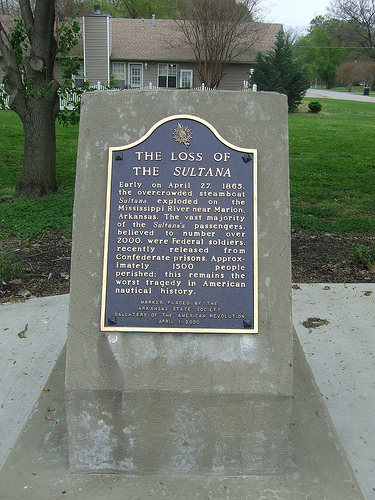 THE LOSS OF
THE SULTANA
Early on April 27, 1865,
the overcrowded steamboat
Sultana exploded on the
Mississippi River near Marion,
Arkansas. The vast majority
of the Sultana's passengers,
believed to number over
2000, were Federal soldiers,
recently released from
Confederate prisons. Approx-
imately 1500 people
perished; this remains the
worst tragedy in American
nautical history.
MARKER PLACED BY THE
ARKANSAS STATE SOCIETY
DAUGHTERS OF THE AMERICAN REVOLUTION
APRIL 1, 2000